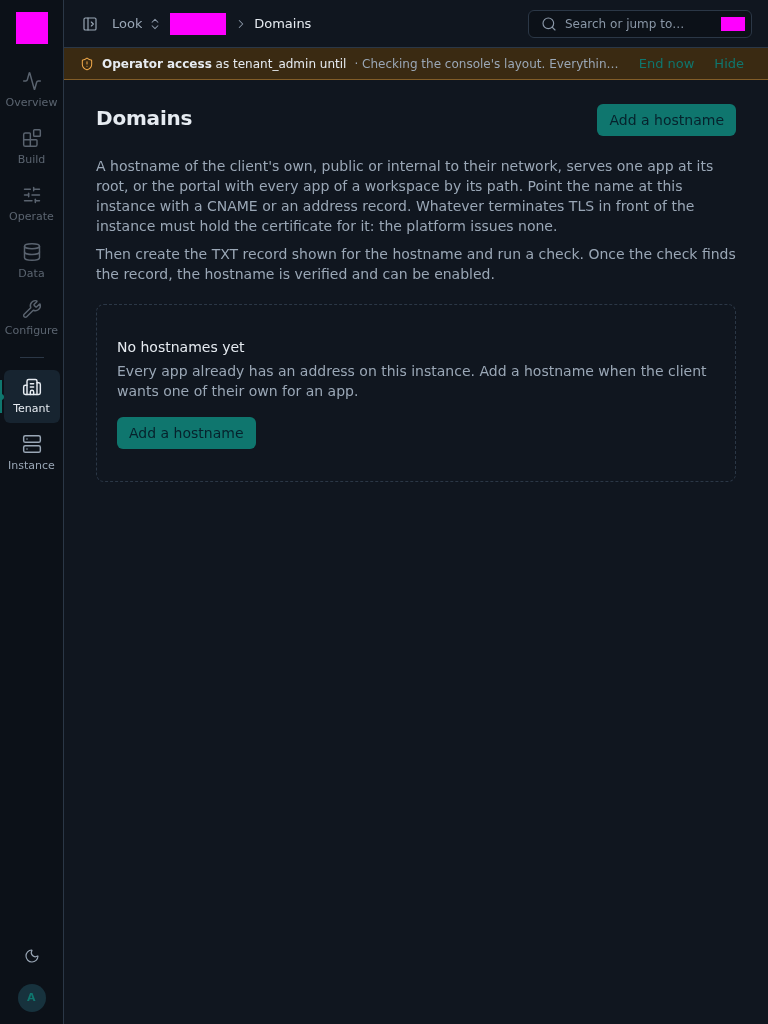 Look
Domains
Search or jump to…
Operator access as tenant_admin until · Checking the console's layout. Everythin…
End now
Hide
Overview
Build
Operate
Data
Configure
Tenant
Instance
A
Domains
Add a hostname
A hostname of the client's own, public or internal to their network, serves one app at its
root, or the portal with every app of a workspace by its path. Point the name at this
instance with a CNAME or an address record. Whatever terminates TLS in front of the
instance must hold the certificate for it: the platform issues none.
Then create the TXT record shown for the hostname and run a check. Once the check finds
the record, the hostname is verified and can be enabled.
No hostnames yet
Every app already has an address on this instance. Add a hostname when the client
wants one of their own for an app.
Add a hostname